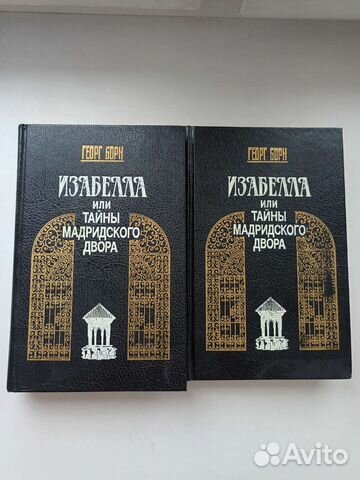 ГЕОРГ БОРН
ИЗАБЕЛЛА
ИЛИ
ТАЙНЫ
МАДРИДСКОГО
ДВОРА
ГЕОРГ БОРН
ИЗАБЕЛЛА
ИЛИ
ТАЙНЫ
МАДРИДСКОГО
ДВОРА
Avito